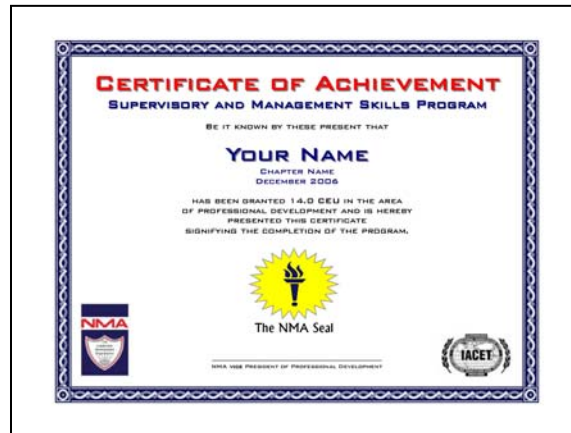 CERTIFICATE OF ACHIEVEMENT
SUPERVISORY AND MANAGEMENT SKILLS PROGRAM
BE IT KNOWN BY THESE PRESENT THAT
YOUR NAME
CHAPTER NAME
DECEMBER 2006
HAS BEEN GRANTED 14.0 CEU IN THE AREA
OF PROFESSIONAL DEVELOPMENT AND IS HEREBY
PRESENTED THIS CERTIFICATE
SIGNIFYING THE COMPLETION OF THE PROGRAM.
The NMA Seal
NMA
IACET
NMA VICE PRESIDENT OF PROFESSIONAL DEVELOPMENT